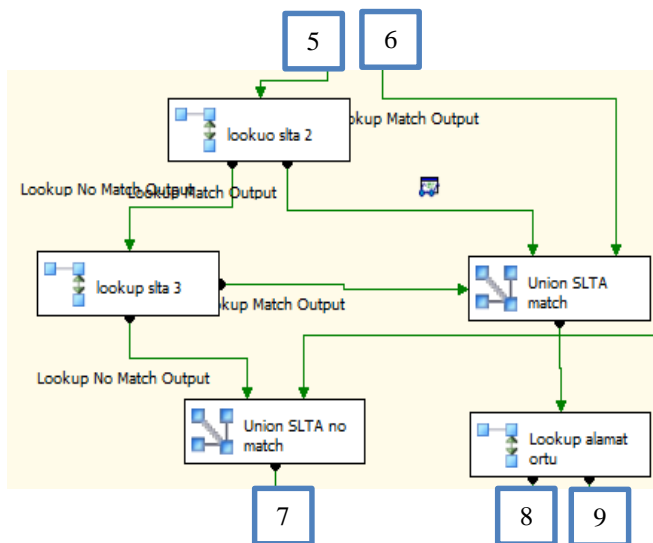 5
6
lookuo slta 2
okup Match Output
Lookup No Match Output
Lookup Match Output
lookup slta 3
okup Match Output
Union SLTA
match
Lookup No Match Output
Union SLTA no
match
Lookup alamat
ortu
7
8
9